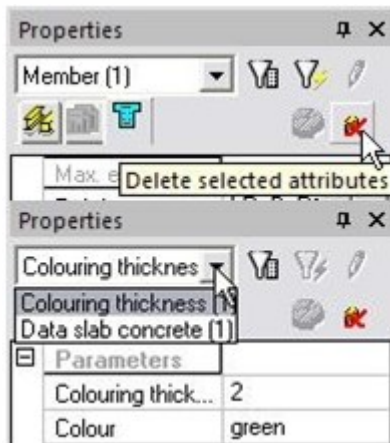 Properties
Member (1)
Delete selected attributes
Properties
Colouring thicknes
Colouring thickness (1)
Data slab concrete (1)
Parameters
Colouring thick... 2
Colour green